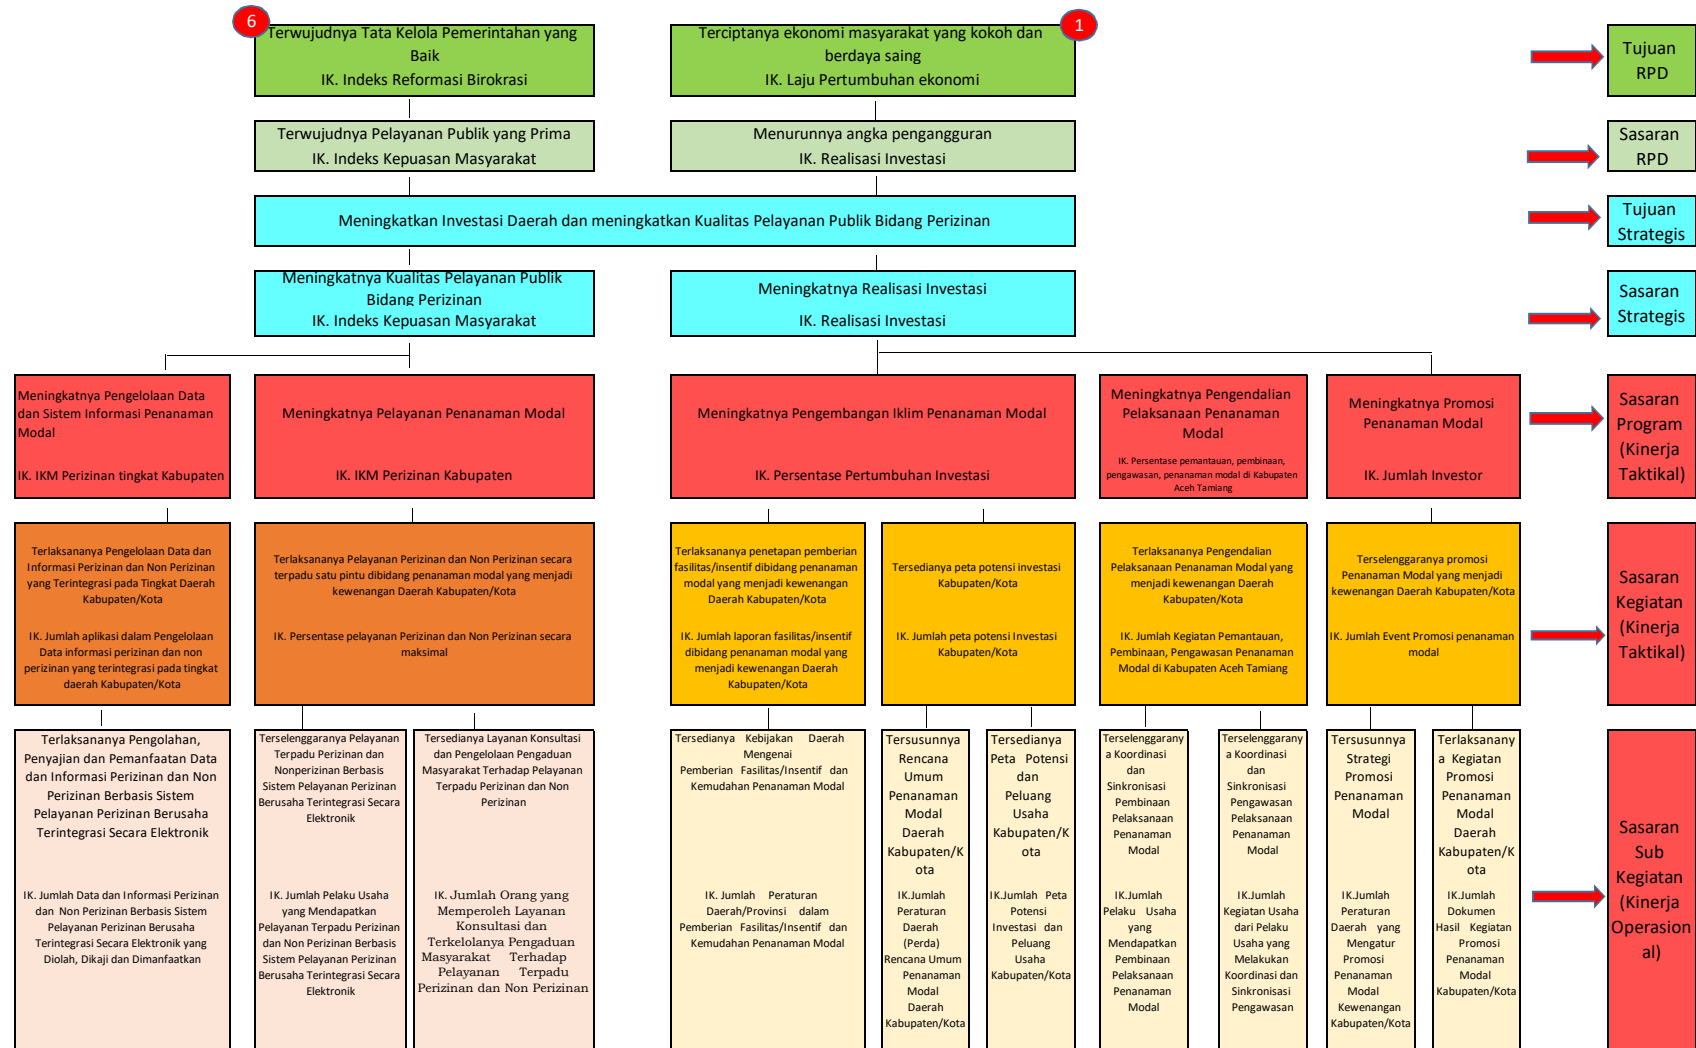 6
Terwujudnya Tata Kelola Pemerintahan yang
Baik
IK. Indeks Reformasi Birokrasi
1
Terciptanya ekonomi masyarakat yang kokoh dan
berdaya saing
IK. Laju Pertumbuhan ekonomi
Tujuan
RPD
Terwujudnya Pelayanan Publik yang Prima
IK. Indeks Kepuasan Masyarakat
Menurunnya angka pengangguran
IK. Realisasi Investasi
Sasaran
RPD
Meningkatkan Investasi Daerah dan meningkatkan Kualitas Pelayanan Publik Bidang Perizinan
Tujuan
Strategis
Meningkatnya Kualitas Pelayanan Publik
Bidang Perizinan
IK. Indeks Kepuasan Masyarakat
Meningkatnya Realisasi Investasi
IK. Realisasi Investasi
Sasaran
Strategis
Meningkatnya Pengelolaan Data
dan Sistem Informasi Penanaman
Modal
IK. IKM Perizinan tingkat Kabupaten
Meningkatnya Pelayanan Penanaman Modal
IK. IKM Perizinan Kabupaten
Meningkatnya Pengembangan Iklim Penanaman Modal
IK. Persentase Pertumbuhan Investasi
Meningkatnya Pengendalian
Pelaksanaan Penanaman
Modal
IK. Persentase pemantauan, pembinaan,
pengawasan, penanaman modal di Kabupaten
Aceh Tamiang
Meningkatnya Promosi
Penanaman Modal
IK. Jumlah Investor
Sasaran
Program
(Kinerja
Taktikal)
Terlaksananya Pengelolaan Data dan
Informasi Perizinan dan Non Perizinan
yang Terintegrasi pada Tingkat Daerah
Kabupaten/Kota
IK. Jumlah aplikasi dalam Pengelolaan
Data informasi perizinan dan non
perizinan yang terintegrasi pada tingkat
daerah Kabupaten/Kota
Terlaksananya Pelayanan Perizinan dan Non Perizinan secara
terpadu satu pintu dibidang penanaman modal yang menjadi
kewenangan Daerah Kabupaten/Kota
IK. Persentase pelayanan Perizinan dan Non Perizinan secara
maksimal
Terlaksananya penetapan pemberian
fasilitas/insentif dibidang penanaman
modal yang menjadi kewenangan
Daerah Kabupaten/Kota
IK. Jumlah laporan fasilitas/insentif
dibidang penanaman modal yang
menjadi kewenangan Daerah
Kabupaten/Kota
Tersedianya peta potensi investasi
Kabupaten/Kota
IK. Jumlah peta potensi Investasi
Kabupaten/Kota
Terlaksananya Pengendalian
Pelaksanaan Penanaman Modal yang
menjadi kewenangan Daerah
Kabupaten/Kota
IK. Jumlah Kegiatan Pemantauan,
Pembinaan, Pengawasan Penanaman
Modal di Kabupaten Aceh Tamiang
Terselenggaranya promosi
Penanaman Modal yang menjadi
kewenangan Daerah Kabupaten/Kota
IK. Jumlah Event Promosi penanaman
modal
Sasaran
Kegiatan
(Kinerja
Taktikal)
Terlaksananya Pengolahan,
Penyajian dan Pemanfaatan Data
dan Informasi Perizinan dan Non
Perizinan Berbasis Sistem
Pelayanan Perizinan Berusaha
Terintegrasi Secara Elektronik
IK. Jumlah Data dan Informasi Perizinan
dan Non Perizinan Berbasis Sistem
Pelayanan Perizinan Berusaha
Terintegrasi Secara Elektronik yang
Diolah, Dikaji dan Dimanfaatkan
Terselenggaranya Pelayanan
Terpadu Perizinan dan
Nonperizinan Berbasis
Sistem Pelayanan Perizinan
Berusaha Terintegrasi Secara
Elektronik
IK. Jumlah Pelaku Usaha
yang Mendapatkan
Pelayanan Terpadu Perizinan
dan Non Perizinan Berbasis
Sistem Pelayanan Perizinan
Berusaha Terintegrasi Secara
Elektronik
Tersedianya Layanan Konsultasi
dan Pengelolaan Pengaduan
Masyarakat Terhadap Pelayanan
Terpadu Perizinan dan Non
Perizinan
IK. Jumlah Orang yang
Memperoleh Layanan
Konsultasi dan
Terkelolanya Pengaduan
Masyarakat Terhadap
Pelayanan Terpadu
Perizinan dan Non Perizinan
Tersedianya Kebijakan Daerah
Mengenai
Pemberian Fasilitas/Insentif dan
Kemudahan Penanaman Modal
IK. Jumlah Peraturan
Daerah/Provinsi dalam
Pemberian Fasilitas/Insentif dan
Kemudahan Penanaman Modal
Tersusunnya
Rencana
Umum
Penanaman
Modal
Daerah
Kabupaten/K
ota
IK.Jumlah
Peraturan
Daerah
(Perda)
Rencana Umum
Penanaman
Modal
Daerah
Kabupaten/Kota
Tersedianya
Peta Potensi
dan
Peluang
Usaha
Kabupaten/K
ota
IK.Jumlah Peta
Potensi
Investasi dan
Peluang
Usaha
Kabupaten/Kota
Terselenggarany
a Koordinasi
dan
Sinkronisasi
Pembinaan
Pelaksanaan
Penanaman
Modal
IK.Jumlah
Pelaku Usaha
yang
Mendapatkan
Pembinaan
Pelaksanaan
Penanaman
Modal
Terselenggarany
a Koordinasi
dan
Sinkronisasi
Pengawasan
Pelaksanaan
Penanaman
Modal
IK.Jumlah
Kegiatan Usaha
dari Pelaku
Usaha yang
Melakukan
Koordinasi dan
Sinkronisasi
Pengawasan
Tersusunnya
Strategi
Promosi
Penanaman
Modal
IK.Jumlah
Peraturan
Daerah yang
Mengatur
Promosi
Penanaman
Modal
Kewenangan
Kabupaten/Kota
Terlaksanany
a Kegiatan
Promosi
Penanaman
Modal
Daerah
Kabupaten/K
ota
IK.Jumlah
Dokumen
Hasil Kegiatan
Promosi
Penanaman
Modal
Kabupaten/Kota
Sasaran
Sub
Kegiatan
(Kinerja
Operasion
al)